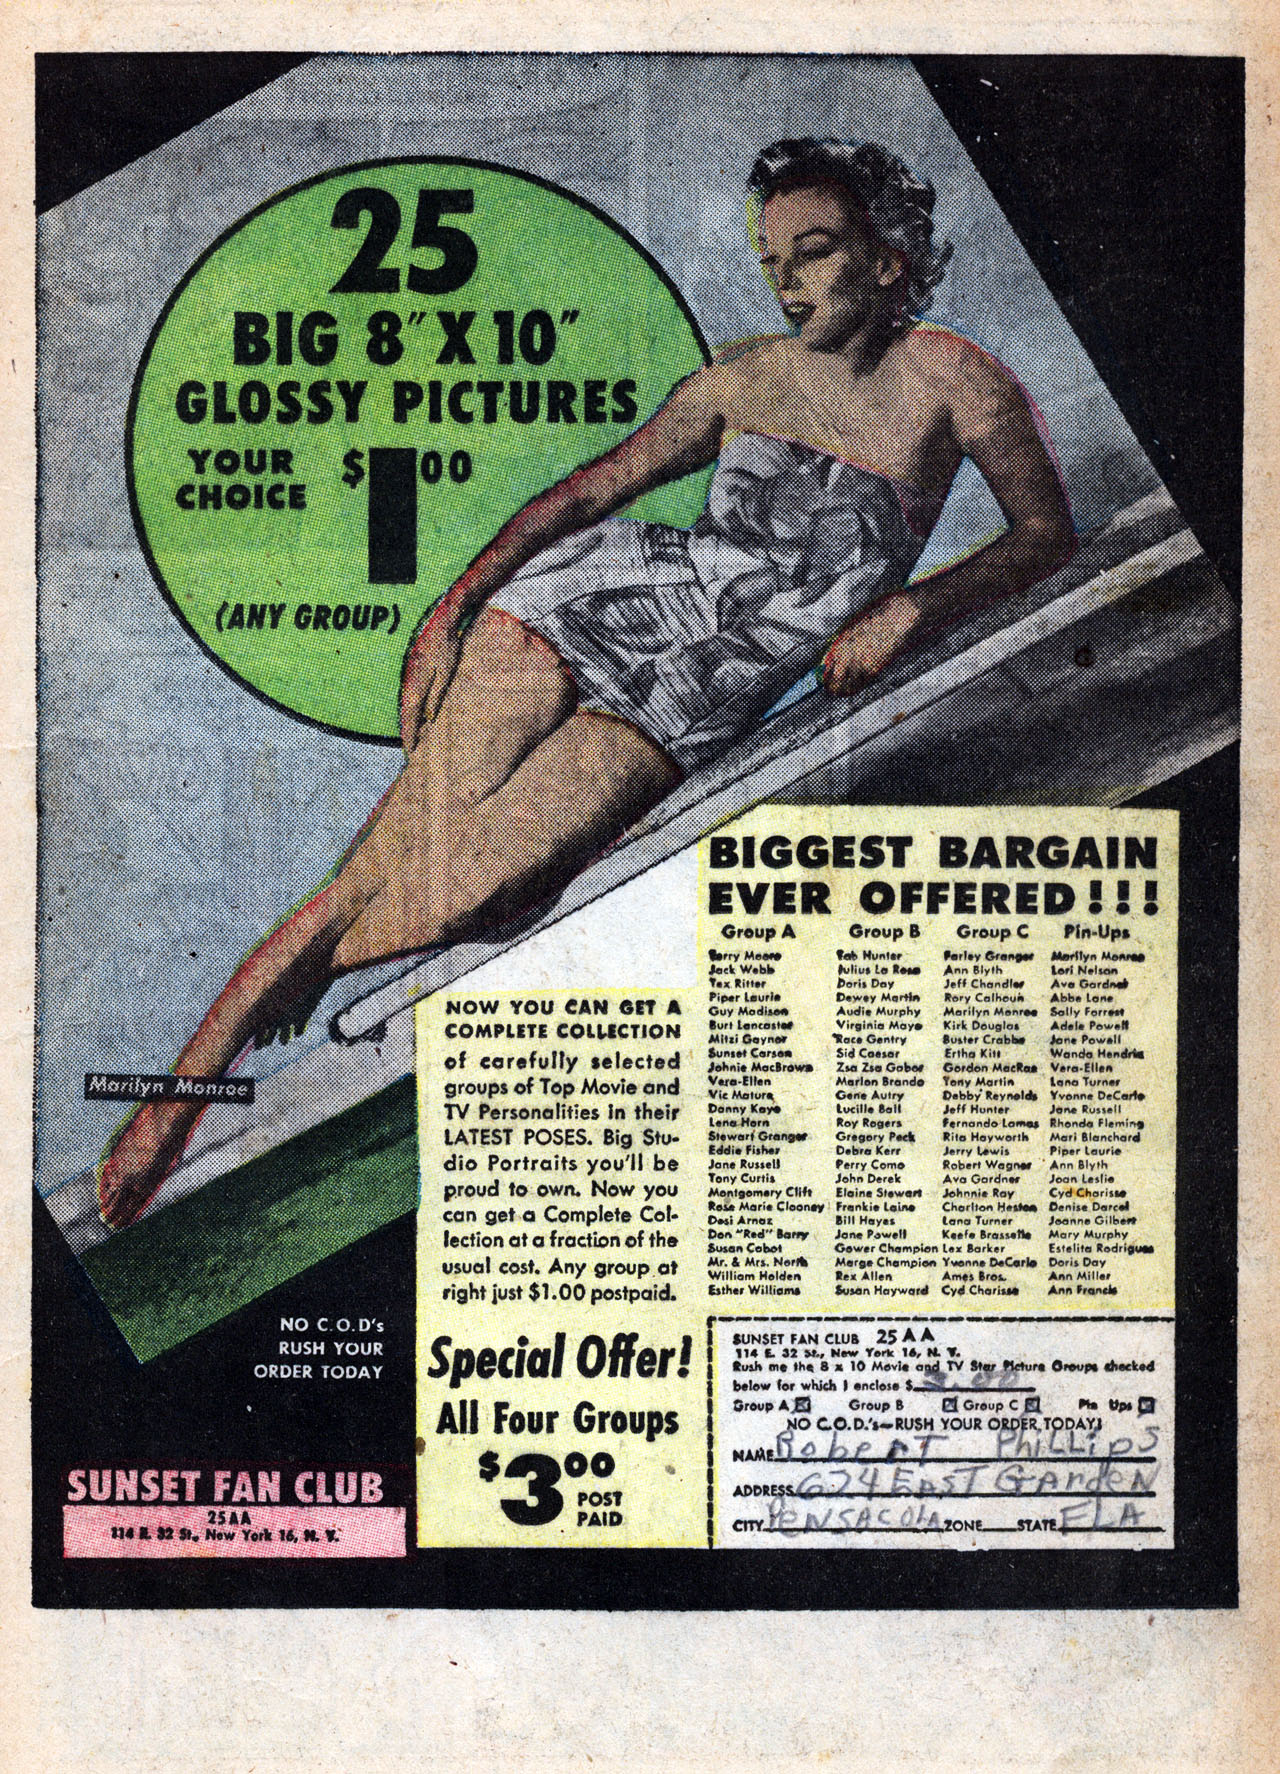 25
BIG 8" X 10"
GLOSSY PICTURES
YOUR CHOICE $1.00
(ANY GROUP)
Marilyn Monroe
BIGGEST BARGAIN
EVER OFFERED!!!
Group A Group B Group C Pin-Ups
Terry Moore Tab Hunter Farley Granger Marilyn Monroe
Jack Webb Julius La Rosa Ann Blyth Lori Nelson
Tex Ritter Doris Day Jeff Chandler Ava Gardner
Piper Laurie Dewey Martin Rory Calhoun Abbe Lane
Guy Madison Audie Murphy Marilyn Monroe Sally Forrest
Burt Lancaster Virginia Mayo Kirk Douglas Adele Powell
Mitzi Gaynor Race Gentry Buster Crabbe Jane Powell
Sunset Carson Sid Caesar Ertha Kitt Wanda Hendrix
Johnie MacBrown Zsa Zsa Gabor Gordon MacRae Vera-Ellen
Vera-Ellen Marlon Brando Tony Martin Lana Turner
Vic Mature Gene Autry Debby Reynolds Yvonne DeCarlo
Danny Kaye Lucille Ball Jeff Hunter Jane Russell
Lena Horn Roy Rogers Fernando Lamas Rhonda Fleming
Stewart Granger Gregory Peck Rita Hayworth Mari Blanchard
Eddie Fisher Debra Kerr Jerry Lewis Piper Laurie
Jane Russell Perry Como Robert Wagner Ann Blyth
Tony Curtis John Derek Ava Gardner Joan Leslie
Montgomery Clift Elaine Stewart Johnnie Ray Cyd Charisse
Rose Marie Clooney Frankie Laine Charlton Heston Denise Darcel
Desi Arnaz Bill Hayes Lana Turner Joanne Gilbert
Don "Red" Barry Jane Powell Keefe Brasselle Mary Murphy
Susan Cabot Gower Champion Lex Barker Estelita Rodriguez
Mr. & Mrs. North Marge Champion Yvonne DeCarlo Doris Day
William Holden Rex Allen Ames Bros. Ann Miller
Esther Williams Susan Hayward Cyd Charisse Ann Francis
NOW YOU CAN GET A
COMPLETE COLLECTION
of carefully selected
groups of Top Movie and
TV Personalities in their
LATEST POSES. Big Stu-
dio Portraits you'll be
proud to own. Now you
can get a Complete Col-
lection at a fraction of the
usual cost. Any group at
right just $1.00 postpaid.
Special Offer!
All Four Groups
$3.00 POST PAID
NO C.O.D's
RUSH YOUR
ORDER TODAY
SUNSET FAN CLUB
25AA
114 E. 32 St., New York 16, N. Y.
SUNSET FAN CLUB 25 A A
114 E. 32 St., New York 16, N. Y.
Rush me the 8 x 10 Movie and TV Star Picture Groups checked
below for which I enclose $ 3.00
Group A Group B Group C Pin Ups
NO C.O.D.'s—RUSH YOUR ORDER TODAY!
NAME Robert Phillips
ADDRESS 674 East Garden
CITY Pensacola ZONE STATE FLA